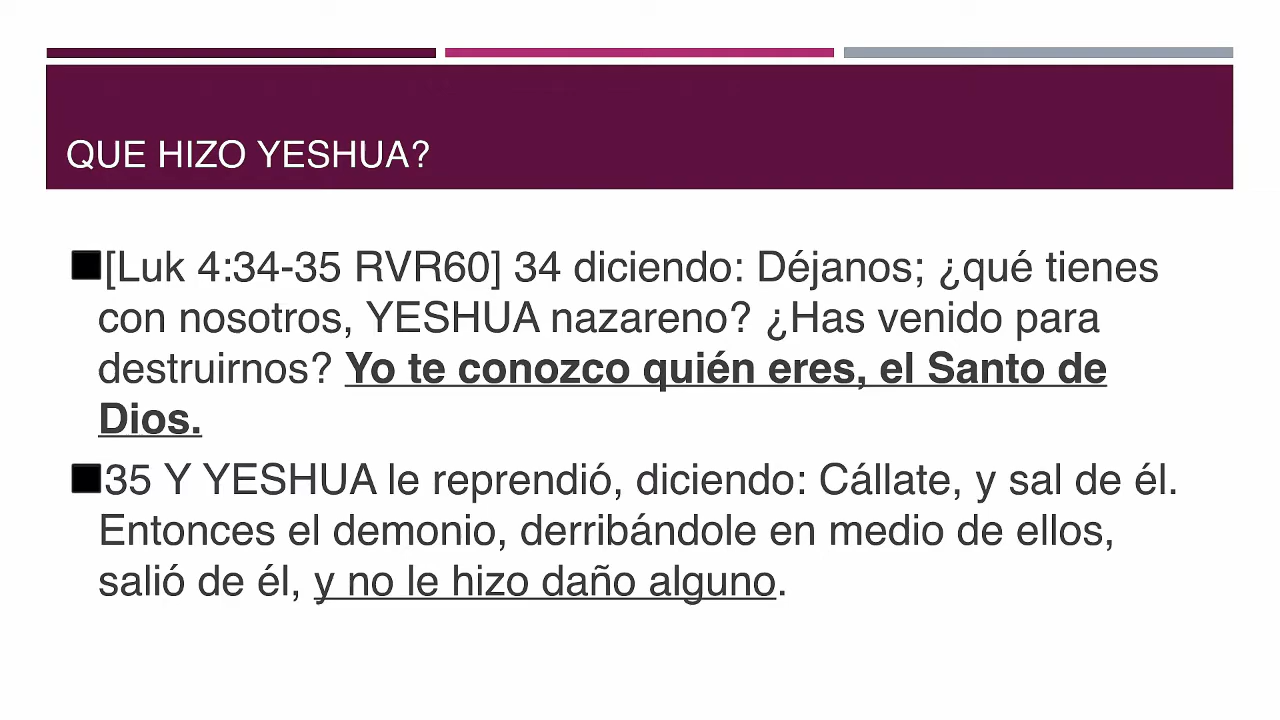 QUE HIZO YESHUA?
[Luk 4:34-35 RVR60] 34 diciendo: Déjanos; ¿qué tienes
con nosotros, YESHUA nazareno? ¿Has venido para
destruirnos? Yo te conozco quién eres, el Santo de
Dios.
35 Y YESHUA le reprendió, diciendo: Cállate, y sal de él.
Entonces el demonio, derribándole en medio de ellos,
salió de él, y no le hizo daño alguno.